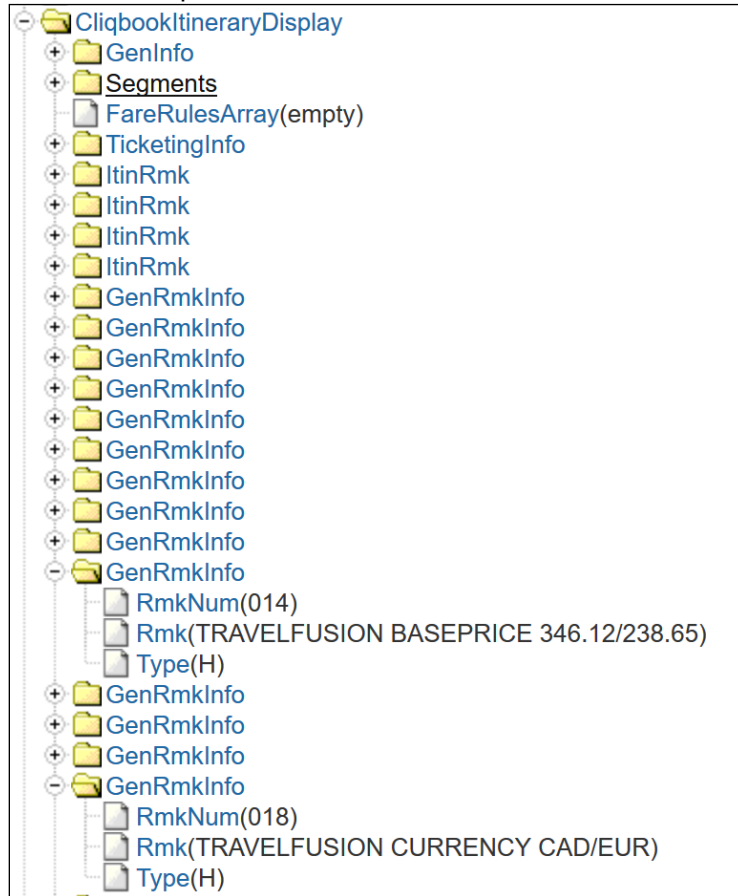 CliqbookItineraryDisplay
GenInfo
Segments
FareRulesArray(empty)
TicketingInfo
ItinRmk
ItinRmk
ItinRmk
ItinRmk
GenRmkInfo
GenRmkInfo
GenRmkInfo
GenRmkInfo
GenRmkInfo
GenRmkInfo
GenRmkInfo
GenRmkInfo
GenRmkInfo
GenRmkInfo
RmkNum(014)
Rmk(TRAVELFUSION BASEPRICE 346.12/238.65)
Type(H)
GenRmkInfo
GenRmkInfo
GenRmkInfo
GenRmkInfo
RmkNum(018)
Rmk(TRAVELFUSION CURRENCY CAD/EUR)
Type(H)